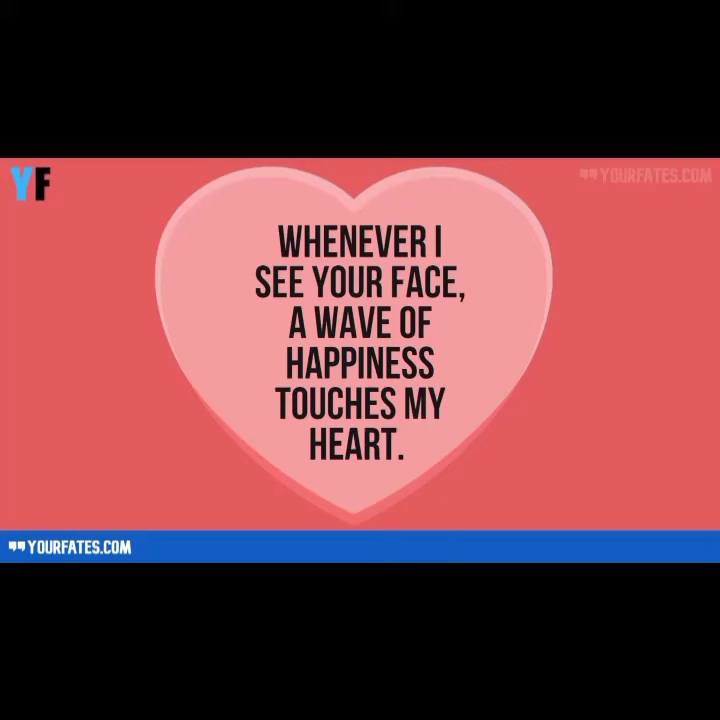 YF
❞YOURFATES.COM
WHENEVER I
SEE YOUR FACE,
A WAVE OF
HAPPINESS
TOUCHES MY
HEART.
❞YOURFATES.COM